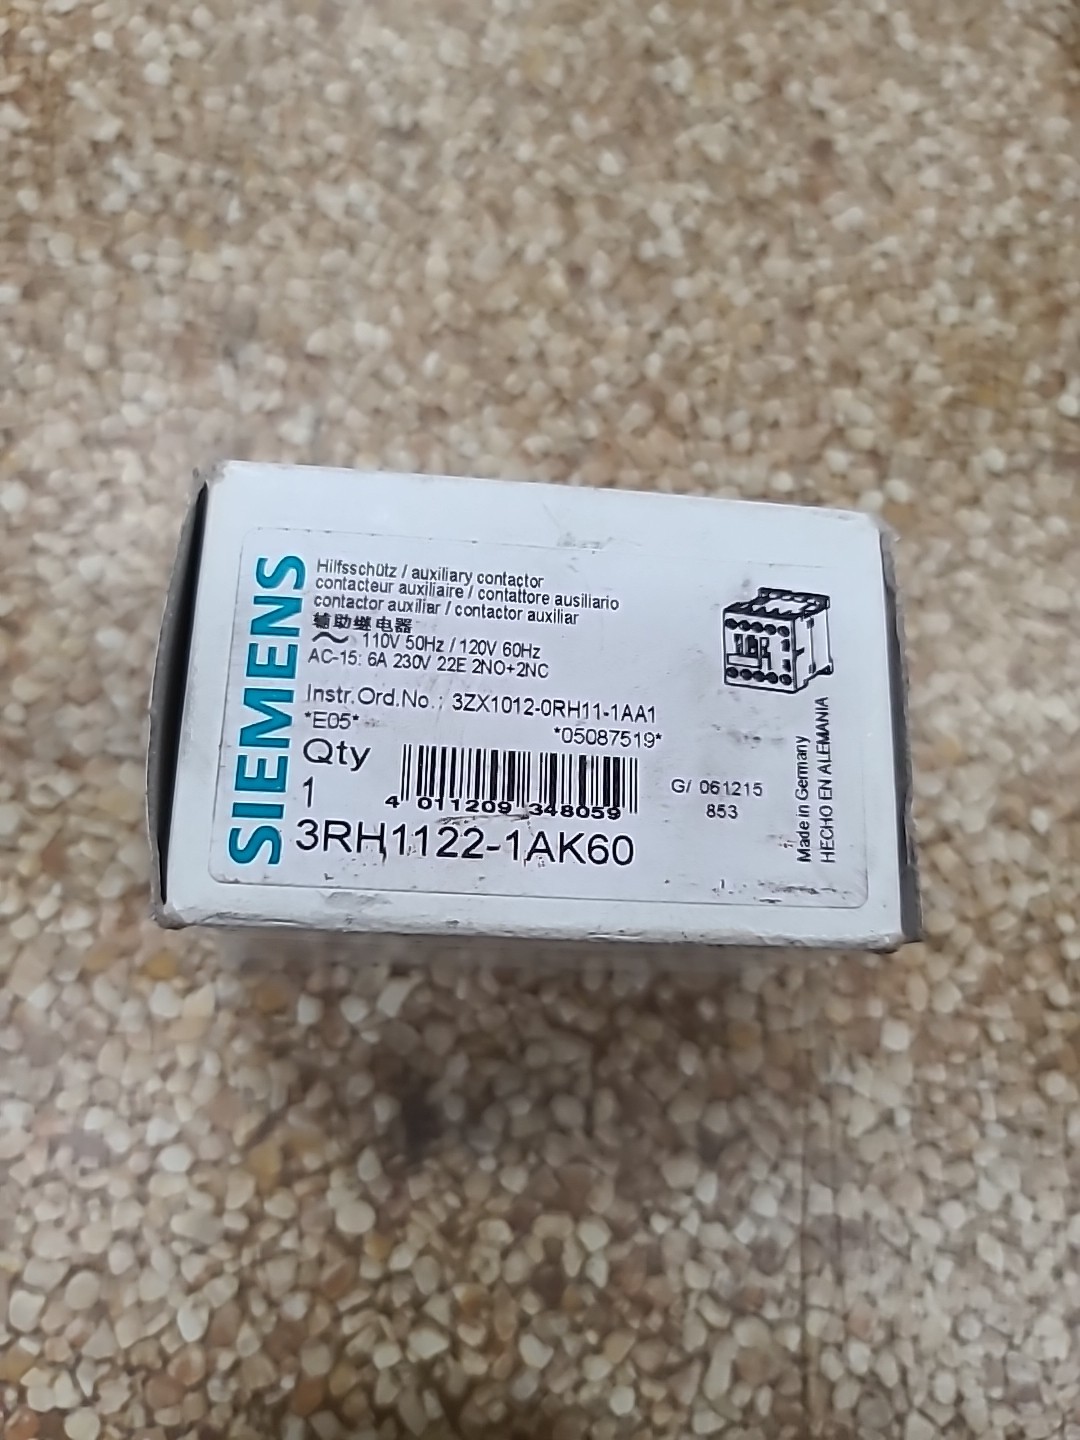 SIEMENS
Hilfsschütz / auxiliary contactor
contacteur auxiliaire / contattore ausiliario
contactor auxiliar / contactor auxiliar
辅助继电器
～ 110V 50Hz / 120V 60Hz
AC-15: 6A 230V 22E 2NO+2NC
Instr.Ord.No.: 3ZX1012-0RH11-1AA1
*E05* *05087519*
Qty
1
4 011209 348059
G/ 061215
853
3RH1122-1AK60
Made in Germany
HECHO EN ALEMANIA